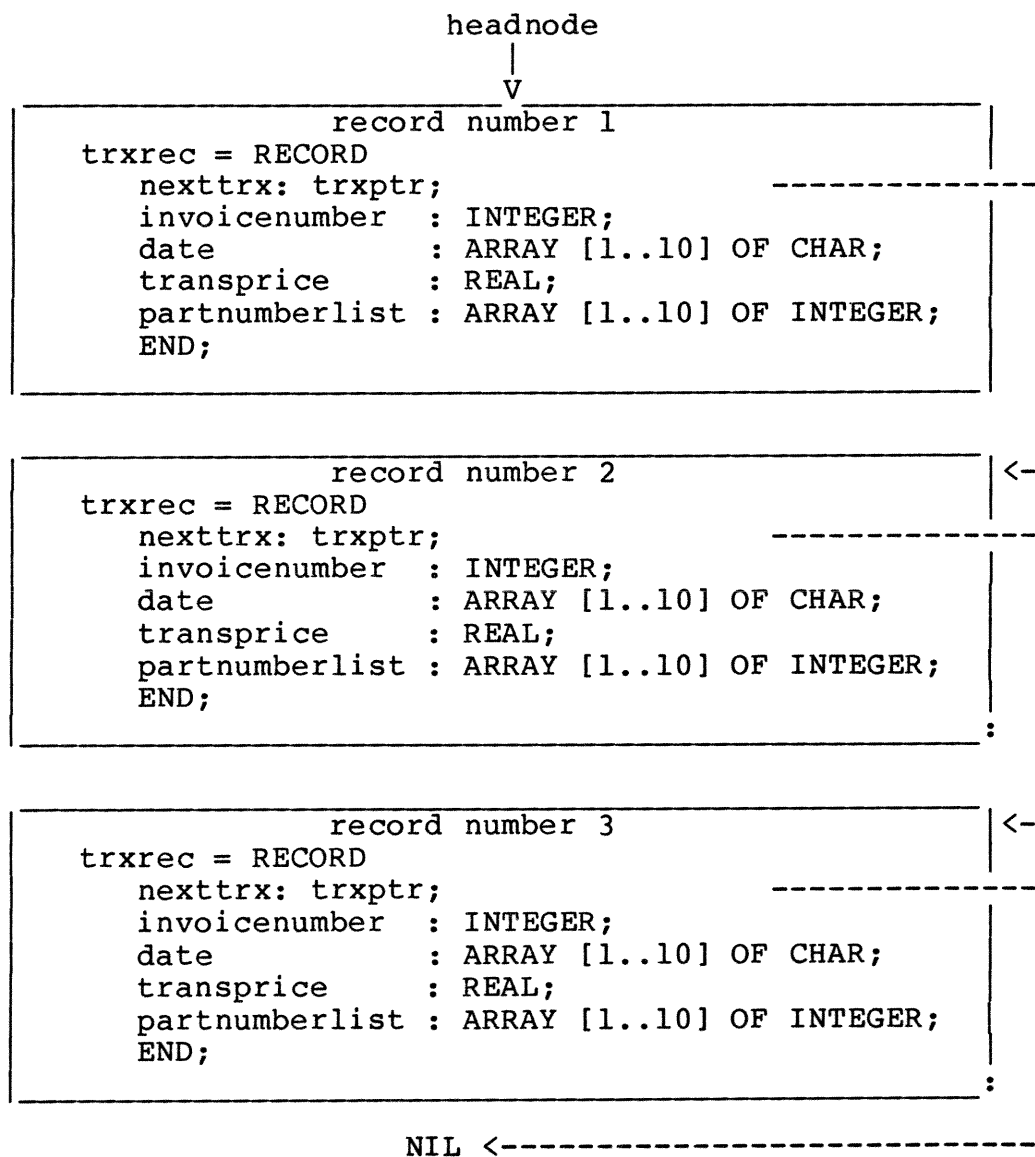 headnode
|
V
record number 1
trxrec = RECORD
nexttrx: trxptr; --------------
invoicenumber : INTEGER;
date : ARRAY [1..10] OF CHAR;
transprice : REAL;
partnumberlist : ARRAY [1..10] OF INTEGER;
END;
record number 2 <-
trxrec = RECORD
nexttrx: trxptr; --------------
invoicenumber : INTEGER;
date : ARRAY [1..10] OF CHAR;
transprice : REAL;
partnumberlist : ARRAY [1..10] OF INTEGER;
END;
:
record number 3 <-
trxrec = RECORD
nexttrx: trxptr; --------------
invoicenumber : INTEGER;
date : ARRAY [1..10] OF CHAR;
transprice : REAL;
partnumberlist : ARRAY [1..10] OF INTEGER;
END;
:
NIL <----------------------------